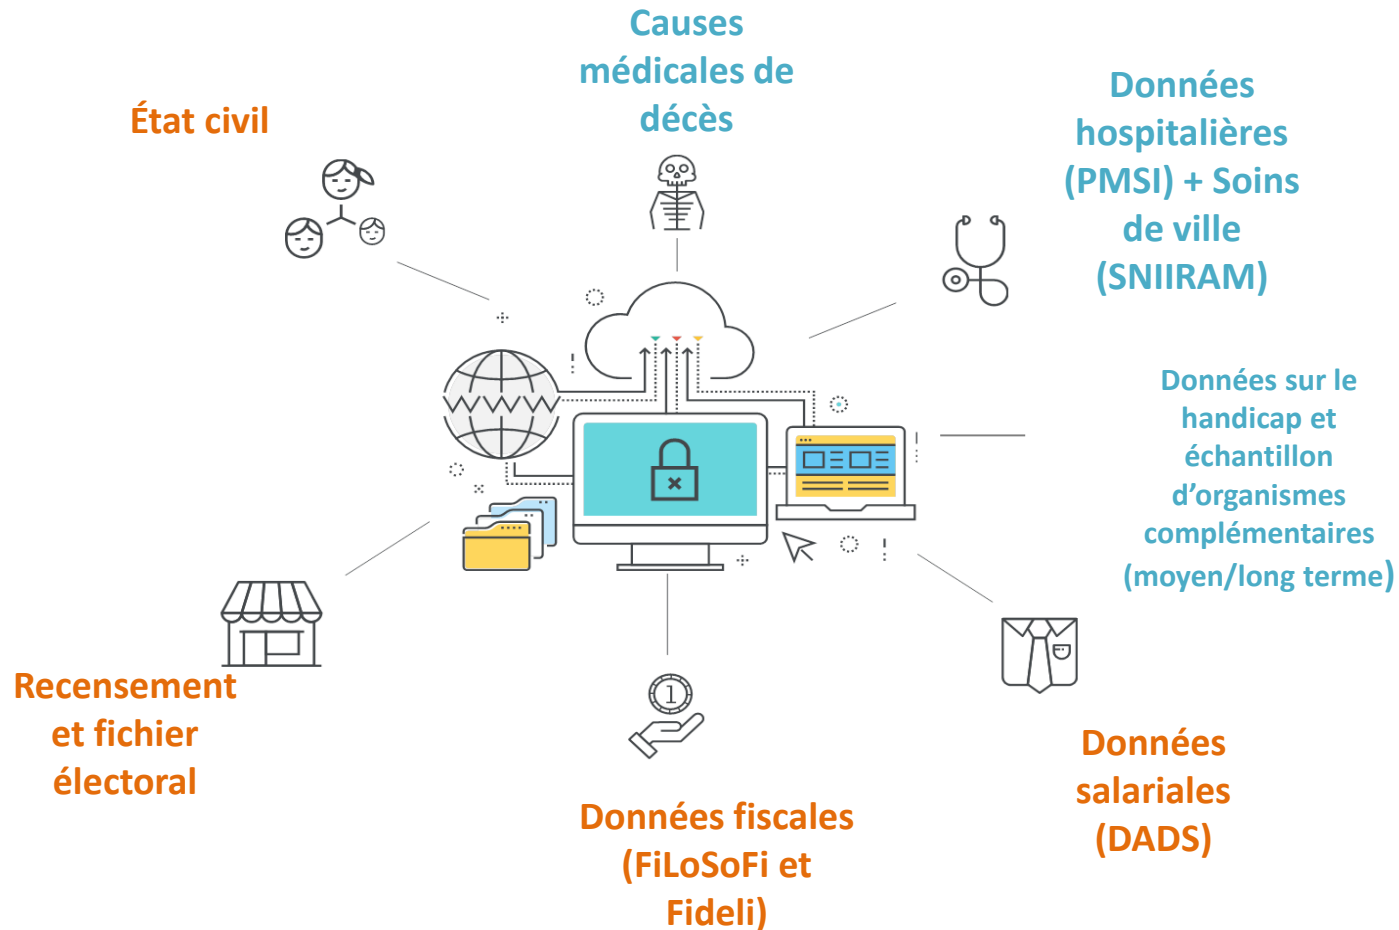 Causes
médicales de
décès
État civil
Données
hospitalières
(PMSI) + Soins
de ville
(SNIIRAM)
Données sur le
handicap et
échantillon
d’organismes
complémentaires
(moyen/long terme)
Recensement
et fichier
électoral
1
Données
salariales
(DADS)
Données fiscales
(FiLoSoFi et
Fideli)